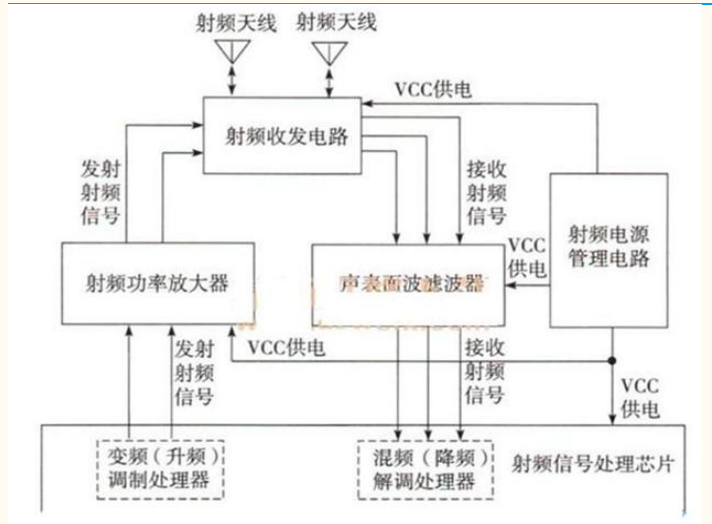 射频天线
射频天线
VCC供电
射频收发电路
发射
射频
信号
接收
射频
信号
射频电源
管理电路
VCC
供电
射频功率放大器
声表面波滤波器
发射
射频
信号
VCC供电
接收
射频
信号
VCC
供电
变频（升频）
调制处理器
混频（降频）
解调处理器
射频信号处理芯片